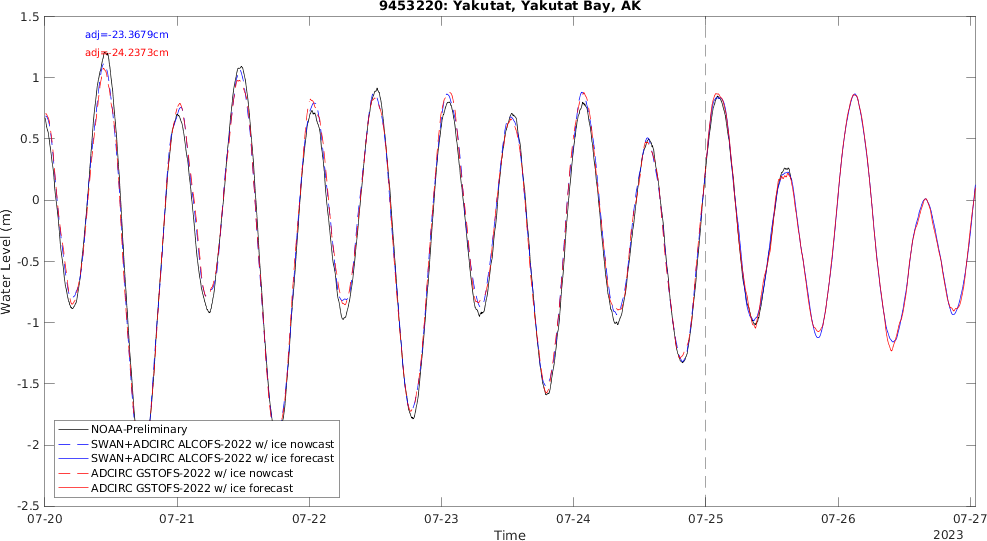 9453220: Yakutat, Yakutat Bay, AK
adj=-23.3679cm
adj=-24.2373cm
1.5
1
0.5
0
-0.5
-1
-1.5
-2
-2.5
Water Level (m)
NOAA-Preliminary
SWAN+ADCIRC ALCOFS-2022 w/ ice nowcast
SWAN+ADCIRC ALCOFS-2022 w/ ice forecast
ADCIRC GSTOFS-2022 w/ ice nowcast
ADCIRC GSTOFS-2022 w/ ice forecast
07-20 07-21 07-22 07-23 07-24 07-25 07-26 07-27
Time
2023